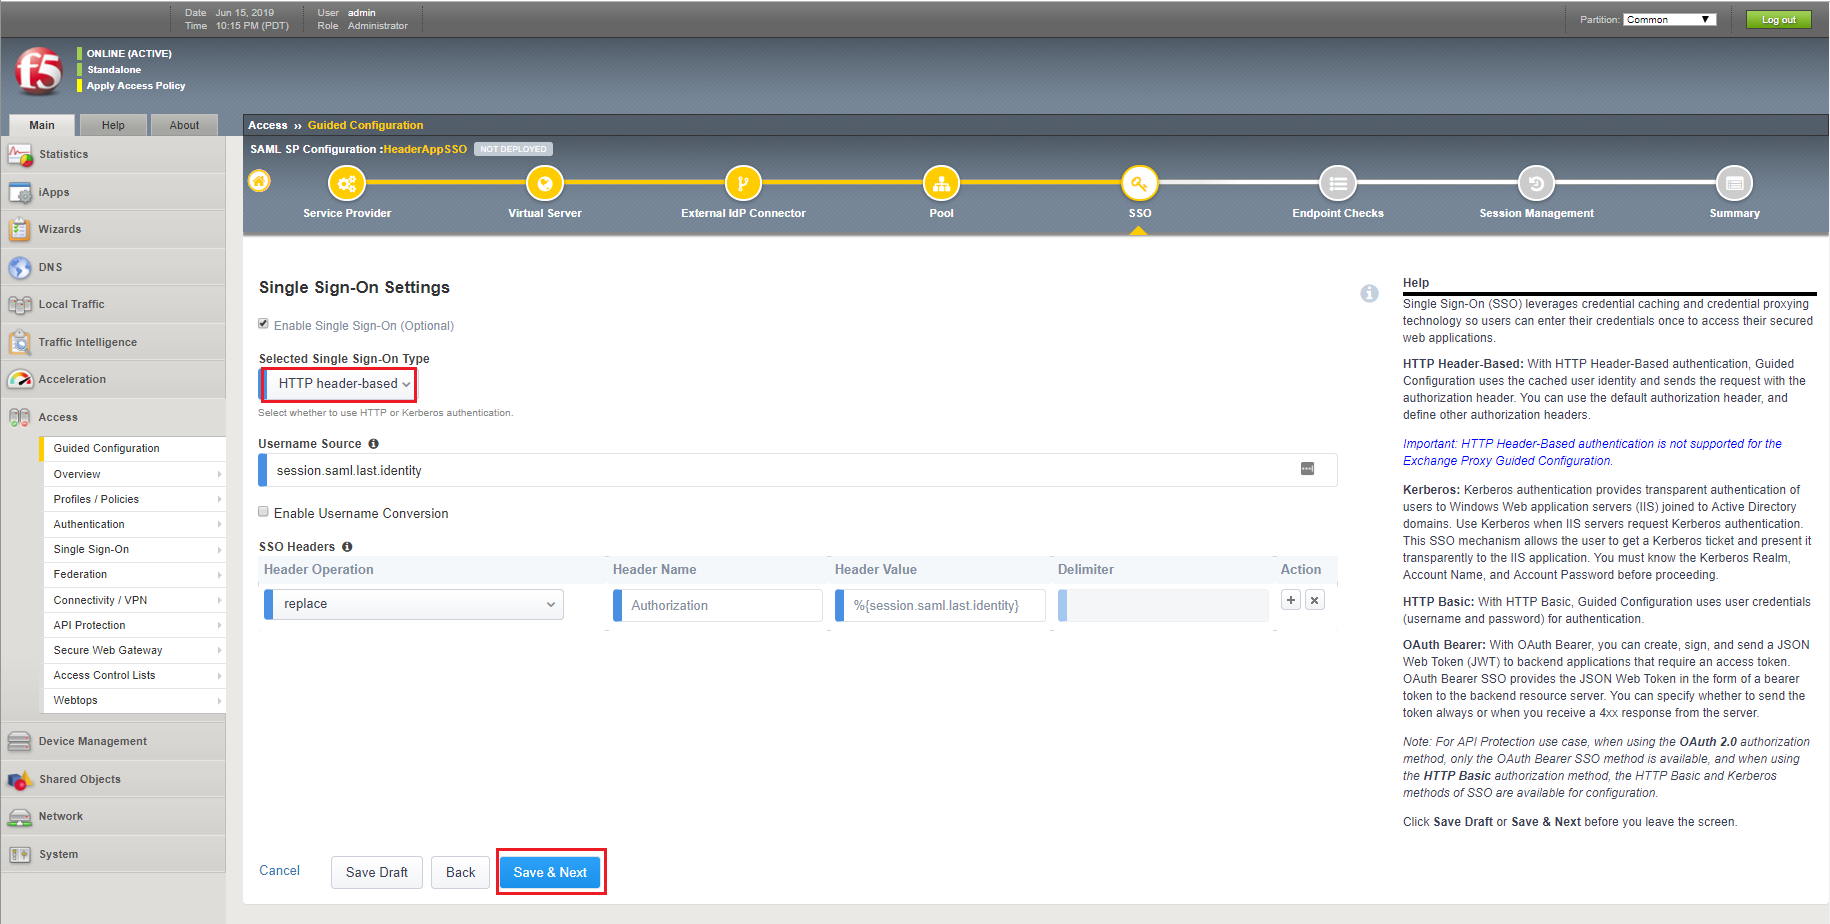 Date Jun 15, 2019
Time 10:15 PM (PDT)
User admin
Role Administrator
Partition: Common
Log out
f5
ONLINE (ACTIVE)
Standalone
Apply Access Policy
Main
Help
About
Statistics
iApps
Wizards
DNS
Local Traffic
Traffic Intelligence
Acceleration
Access
Guided Configuration
Overview
Profiles / Policies
Authentication
Single Sign-On
Federation
Connectivity / VPN
API Protection
Secure Web Gateway
Access Control Lists
Webtops
Device Management
Shared Objects
Network
System
Access ›› Guided Configuration
SAML SP Configuration :HeaderAppSSO NOT DEPLOYED
Service Provider
Virtual Server
External IdP Connector
Pool
SSO
Endpoint Checks
Session Management
Summary
Single Sign-On Settings
Enable Single Sign-On (Optional)
Selected Single Sign-On Type
HTTP header-based
Select whether to use HTTP or Kerberos authentication.
Username Source
session.saml.last.identity
Enable Username Conversion
SSO Headers
Header Operation Header Name Header Value Delimiter Action
replace Authorization %{session.saml.last.identity} + x
Cancel
Save Draft
Back
Save & Next
Help
Single Sign-On (SSO) leverages credential caching and credential proxying
technology so users can enter their credentials once to access their secured
web applications.
HTTP Header-Based: With HTTP Header-Based authentication, Guided
Configuration uses the cached user identity and sends the request with the
authorization header. You can use the default authorization header, and
define other authorization headers.
Important: HTTP Header-Based authentication is not supported for the
Exchange Proxy Guided Configuration.
Kerberos: Kerberos authentication provides transparent authentication of
users to Windows Web application servers (IIS) joined to Active Directory
domains. Use Kerberos when IIS servers request Kerberos authentication.
This SSO mechanism allows the user to get a Kerberos ticket and present it
transparently to the IIS application. You must know the Kerberos Realm,
Account Name, and Account Password before proceeding.
HTTP Basic: With HTTP Basic, Guided Configuration uses user credentials
(username and password) for authentication.
OAuth Bearer: With OAuth Bearer, you can create, sign, and send a JSON
Web Token (JWT) to backend applications that require an access token.
OAuth Bearer SSO provides the JSON Web Token in the form of a bearer
token to the backend resource server. You can specify whether to send the
token always or when you receive a 4xx response from the server.
Note: For API Protection use case, when using the OAuth 2.0 authorization
method, only the OAuth Bearer SSO method is available, and when using
the HTTP Basic authorization method, the HTTP Basic and Kerberos
methods of SSO are available for configuration.
Click Save Draft or Save & Next before you leave the screen.